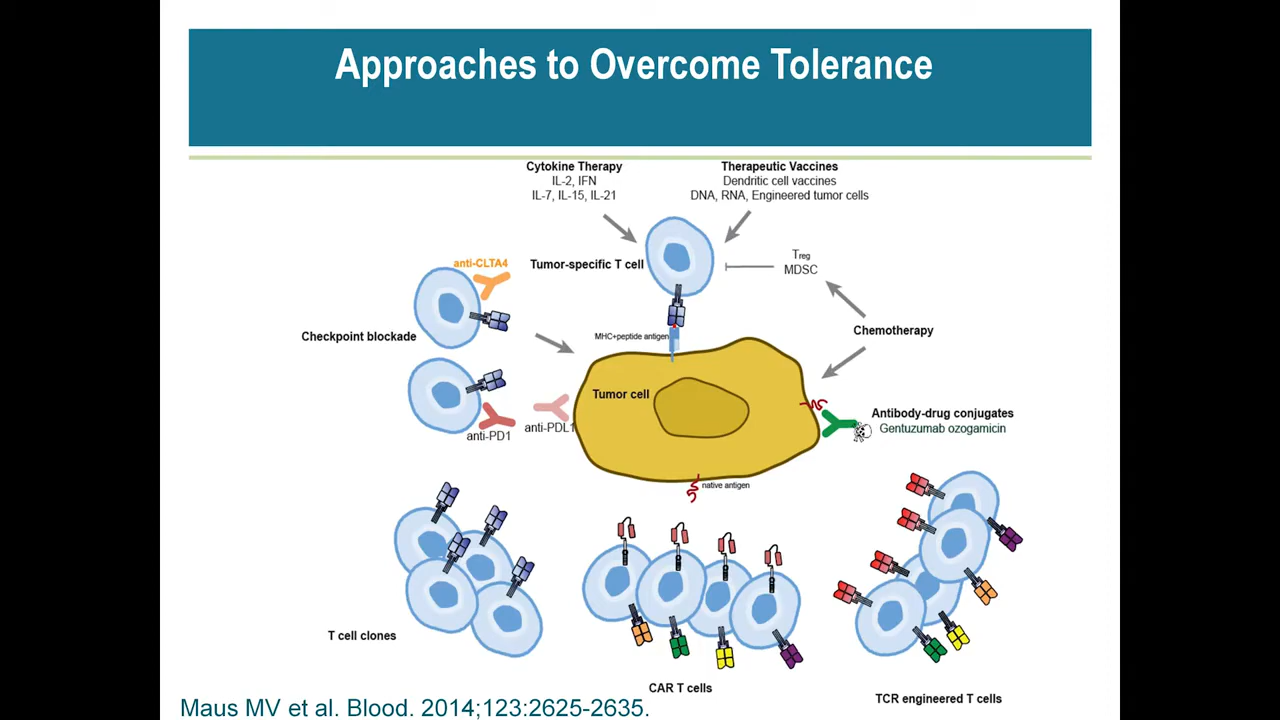 Approaches to Overcome Tolerance
Cytokine Therapy
IL-2, IFN
IL-7, IL-15, IL-21
Therapeutic Vaccines
Dendritic cell vaccines
DNA, RNA, Engineered tumor cells
anti-CLTA4
Tumor-specific T cell
Treg
MDSC
Checkpoint blockade
MHC+peptide antigen
Chemotherapy
Tumor cell
anti-PD1
anti-PDL1
Antibody-drug conjugates
Gentuzumab ozogamicin
native antigen
T cell clones
CAR T cells
TCR engineered T cells
Maus MV et al. Blood. 2014;123:2625-2635.